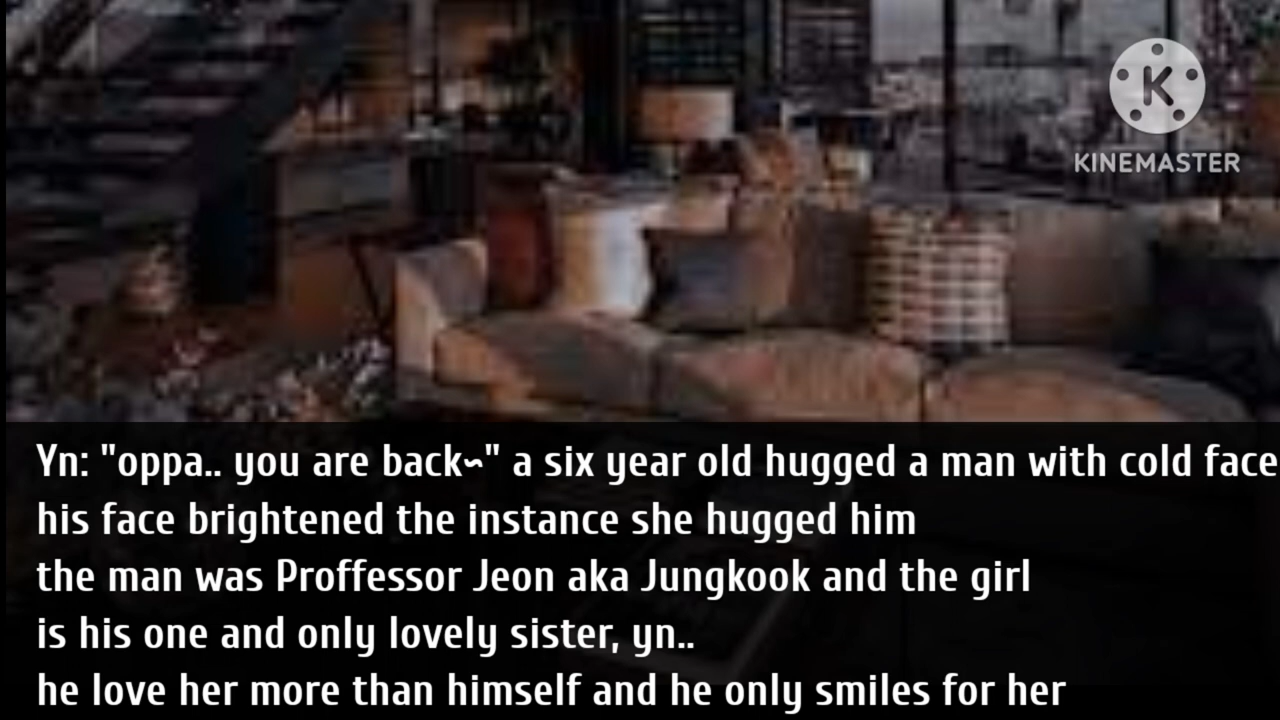 KINEMASTER
Yn: "oppa.. you are back~" a six year old hugged a man with cold face
his face brightened the instance she hugged him
the man was Proffessor Jeon aka Jungkook and the girl
is his one and only lovely sister, yn..
he love her more than himself and he only smiles for her